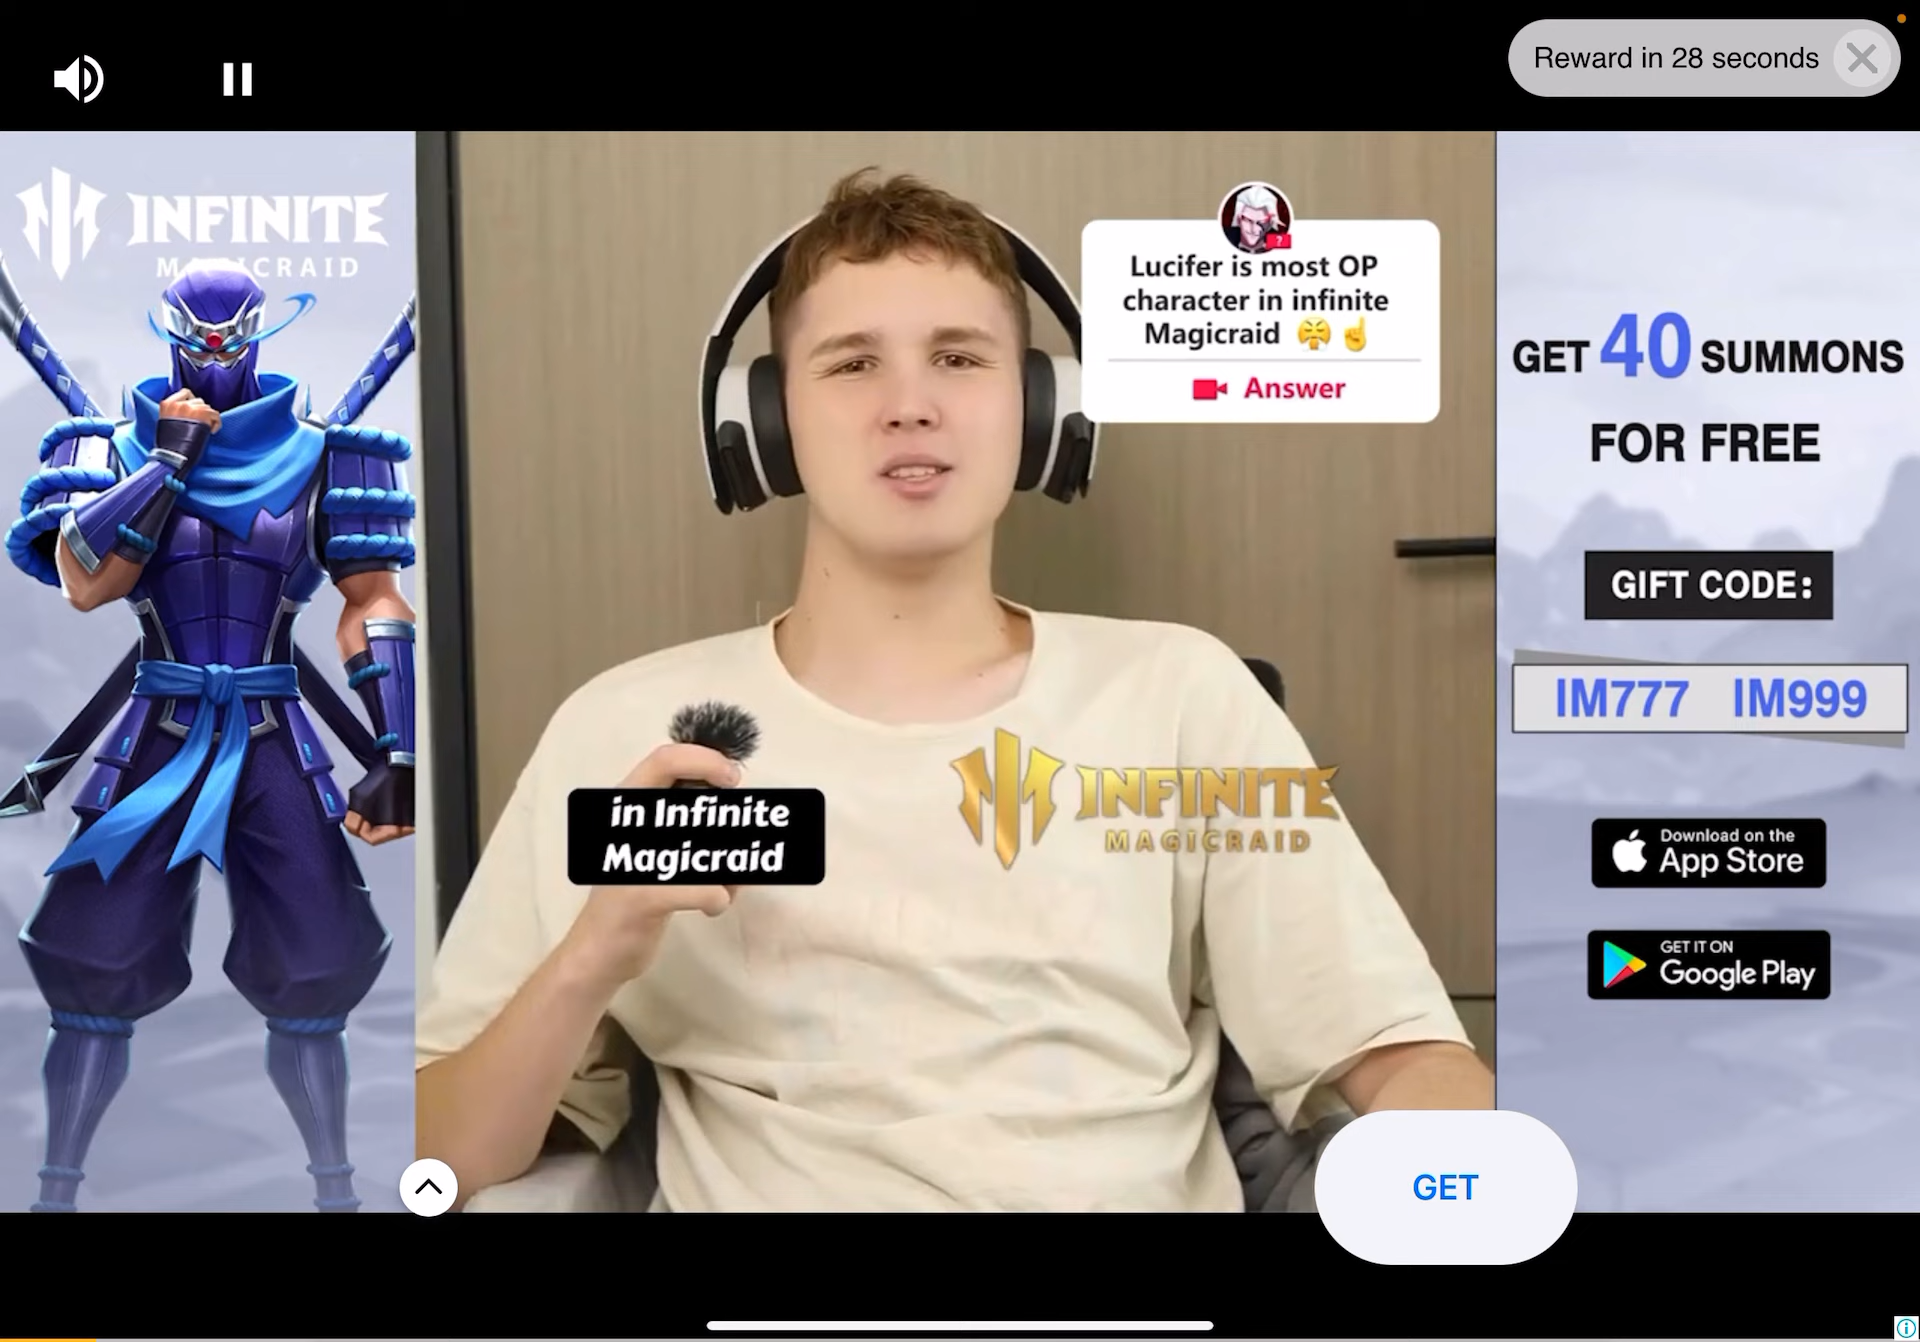 Reward in 28 seconds
INFINITE
MAGICRAID
Lucifer is most OP
character in infinite
Magicraid 😤☝️
Answer
GET 40 SUMMONS
FOR FREE
GIFT CODE:
IM777 IM999
in Infinite
Magicraid
INFINITE
MAGICRAID
Download on the
App Store
GET IT ON
Google Play
GET